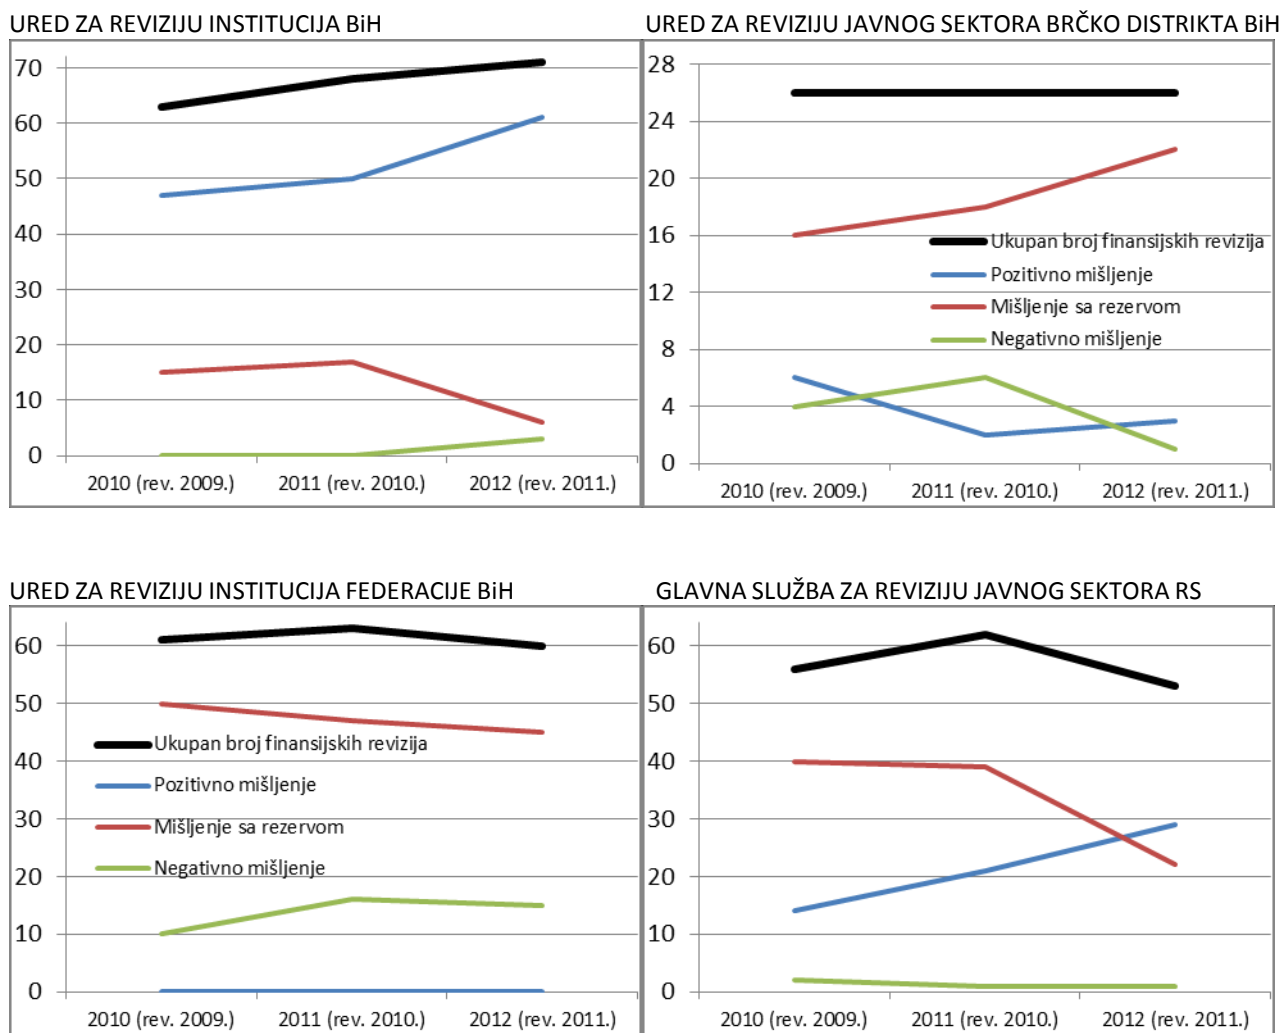 URED ZA REVIZIJU INSTITUCIJA BiH
70
60
50
40
30
20
10
0
2010 (rev. 2009.) 2011 (rev. 2010.) 2012 (rev. 2011.)
URED ZA REVIZIJU JAVNOG SEKTORA BRČKO DISTRIKTA BiH
28
24
20
16
12
8
4
0
Ukupan broj finansijskih revizija
Pozitivno mišljenje
Mišljenje sa rezervom
Negativno mišljenje
2010 (rev. 2009.) 2011 (rev. 2010.) 2012 (rev. 2011.)
URED ZA REVIZIJU INSTITUCIJA FEDERACIJE BiH
60
50
40
30
20
10
0
Ukupan broj finansijskih revizija
Pozitivno mišljenje
Mišljenje sa rezervom
Negativno mišljenje
2010 (rev. 2009.) 2011 (rev. 2010.) 2012 (rev. 2011.)
GLAVNA SLUŽBA ZA REVIZIJU JAVNOG SEKTORA RS
60
50
40
30
20
10
0
2010 (rev. 2009.) 2011 (rev. 2010.) 2012 (rev. 2011.)